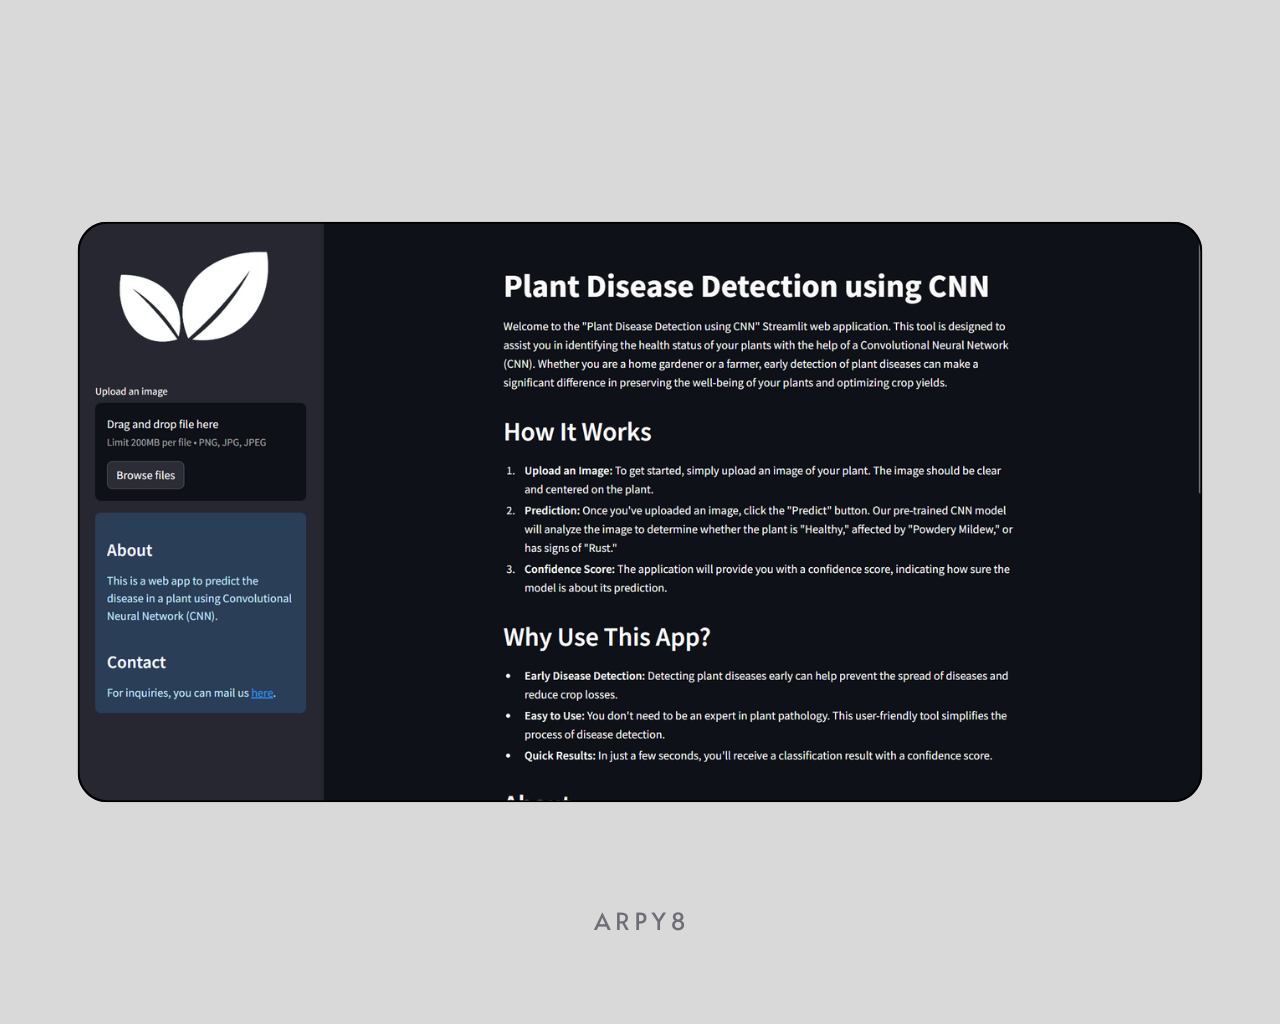 Upload an image
Drag and drop file here
Limit 200MB per file • PNG, JPG, JPEG
Browse files
About
This is a web app to predict the
disease in a plant using Convolutional
Neural Network (CNN).
Contact
For inquiries, you can mail us here.
Plant Disease Detection using CNN
Welcome to the "Plant Disease Detection using CNN" Streamlit web application. This tool is designed to
assist you in identifying the health status of your plants with the help of a Convolutional Neural Network
(CNN). Whether you are a home gardener or a farmer, early detection of plant diseases can make a
significant difference in preserving the well-being of your plants and optimizing crop yields.
How It Works
1. Upload an Image: To get started, simply upload an image of your plant. The image should be clear
and centered on the plant.
2. Prediction: Once you've uploaded an image, click the "Predict" button. Our pre-trained CNN model
will analyze the image to determine whether the plant is "Healthy," affected by "Powdery Mildew," or
has signs of "Rust."
3. Confidence Score: The application will provide you with a confidence score, indicating how sure the
model is about its prediction.
Why Use This App?
• Early Disease Detection: Detecting plant diseases early can help prevent the spread of diseases and
reduce crop losses.
• Easy to Use: You don't need to be an expert in plant pathology. This user-friendly tool simplifies the
process of disease detection.
• Quick Results: In just a few seconds, you'll receive a classification result with a confidence score.
About
ARPY8